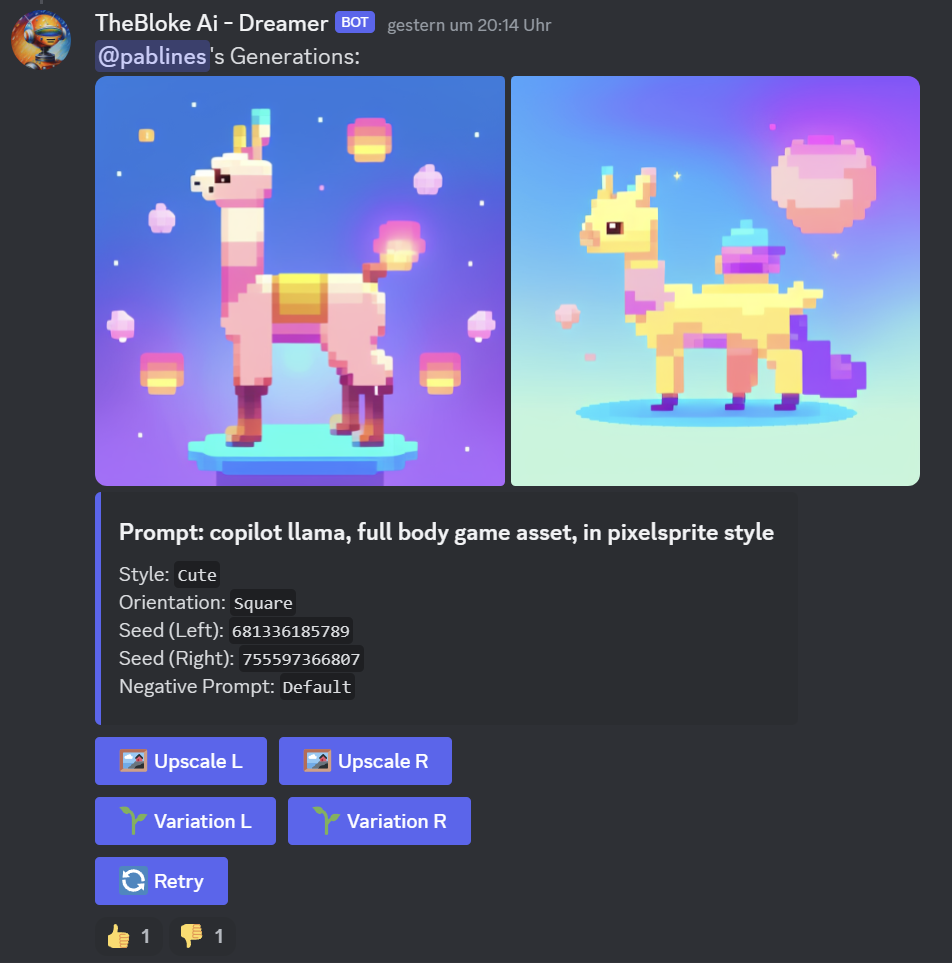 TheBloke Ai - Dreamer BOT gestern um 20:14 Uhr
@pablines's Generations:
Prompt: copilot llama, full body game asset, in pixelsprite style
Style: Cute
Orientation: Square
Seed (Left): 681336185789
Seed (Right): 755597366807
Negative Prompt: Default
Upscale L Upscale R
Variation L Variation R
Retry
1 1